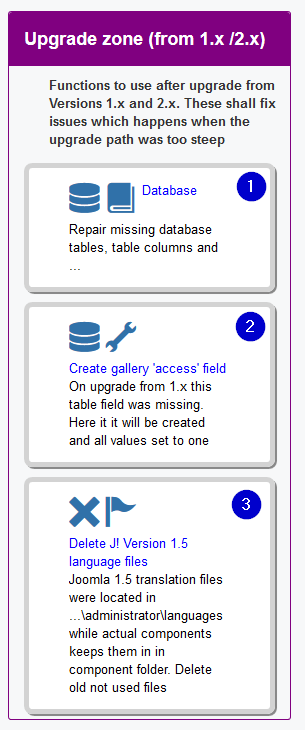 Upgrade zone (from 1.x /2.x)
Functions to use after upgrade from
Versions 1.x and 2.x. These shall fix
issues which happens when the
upgrade path was too steep
Database
1
Repair missing database
tables, table columns and
...
2
Create gallery 'access' field
On upgrade from 1.x this
table field was missing.
Here it it will be created
and all values set to one
3
Delete J! Version 1.5
language files
Joomla 1.5 translation files
were located in
...\administrator\languages
while actual components
keeps them in in
component folder. Delete
old not used files